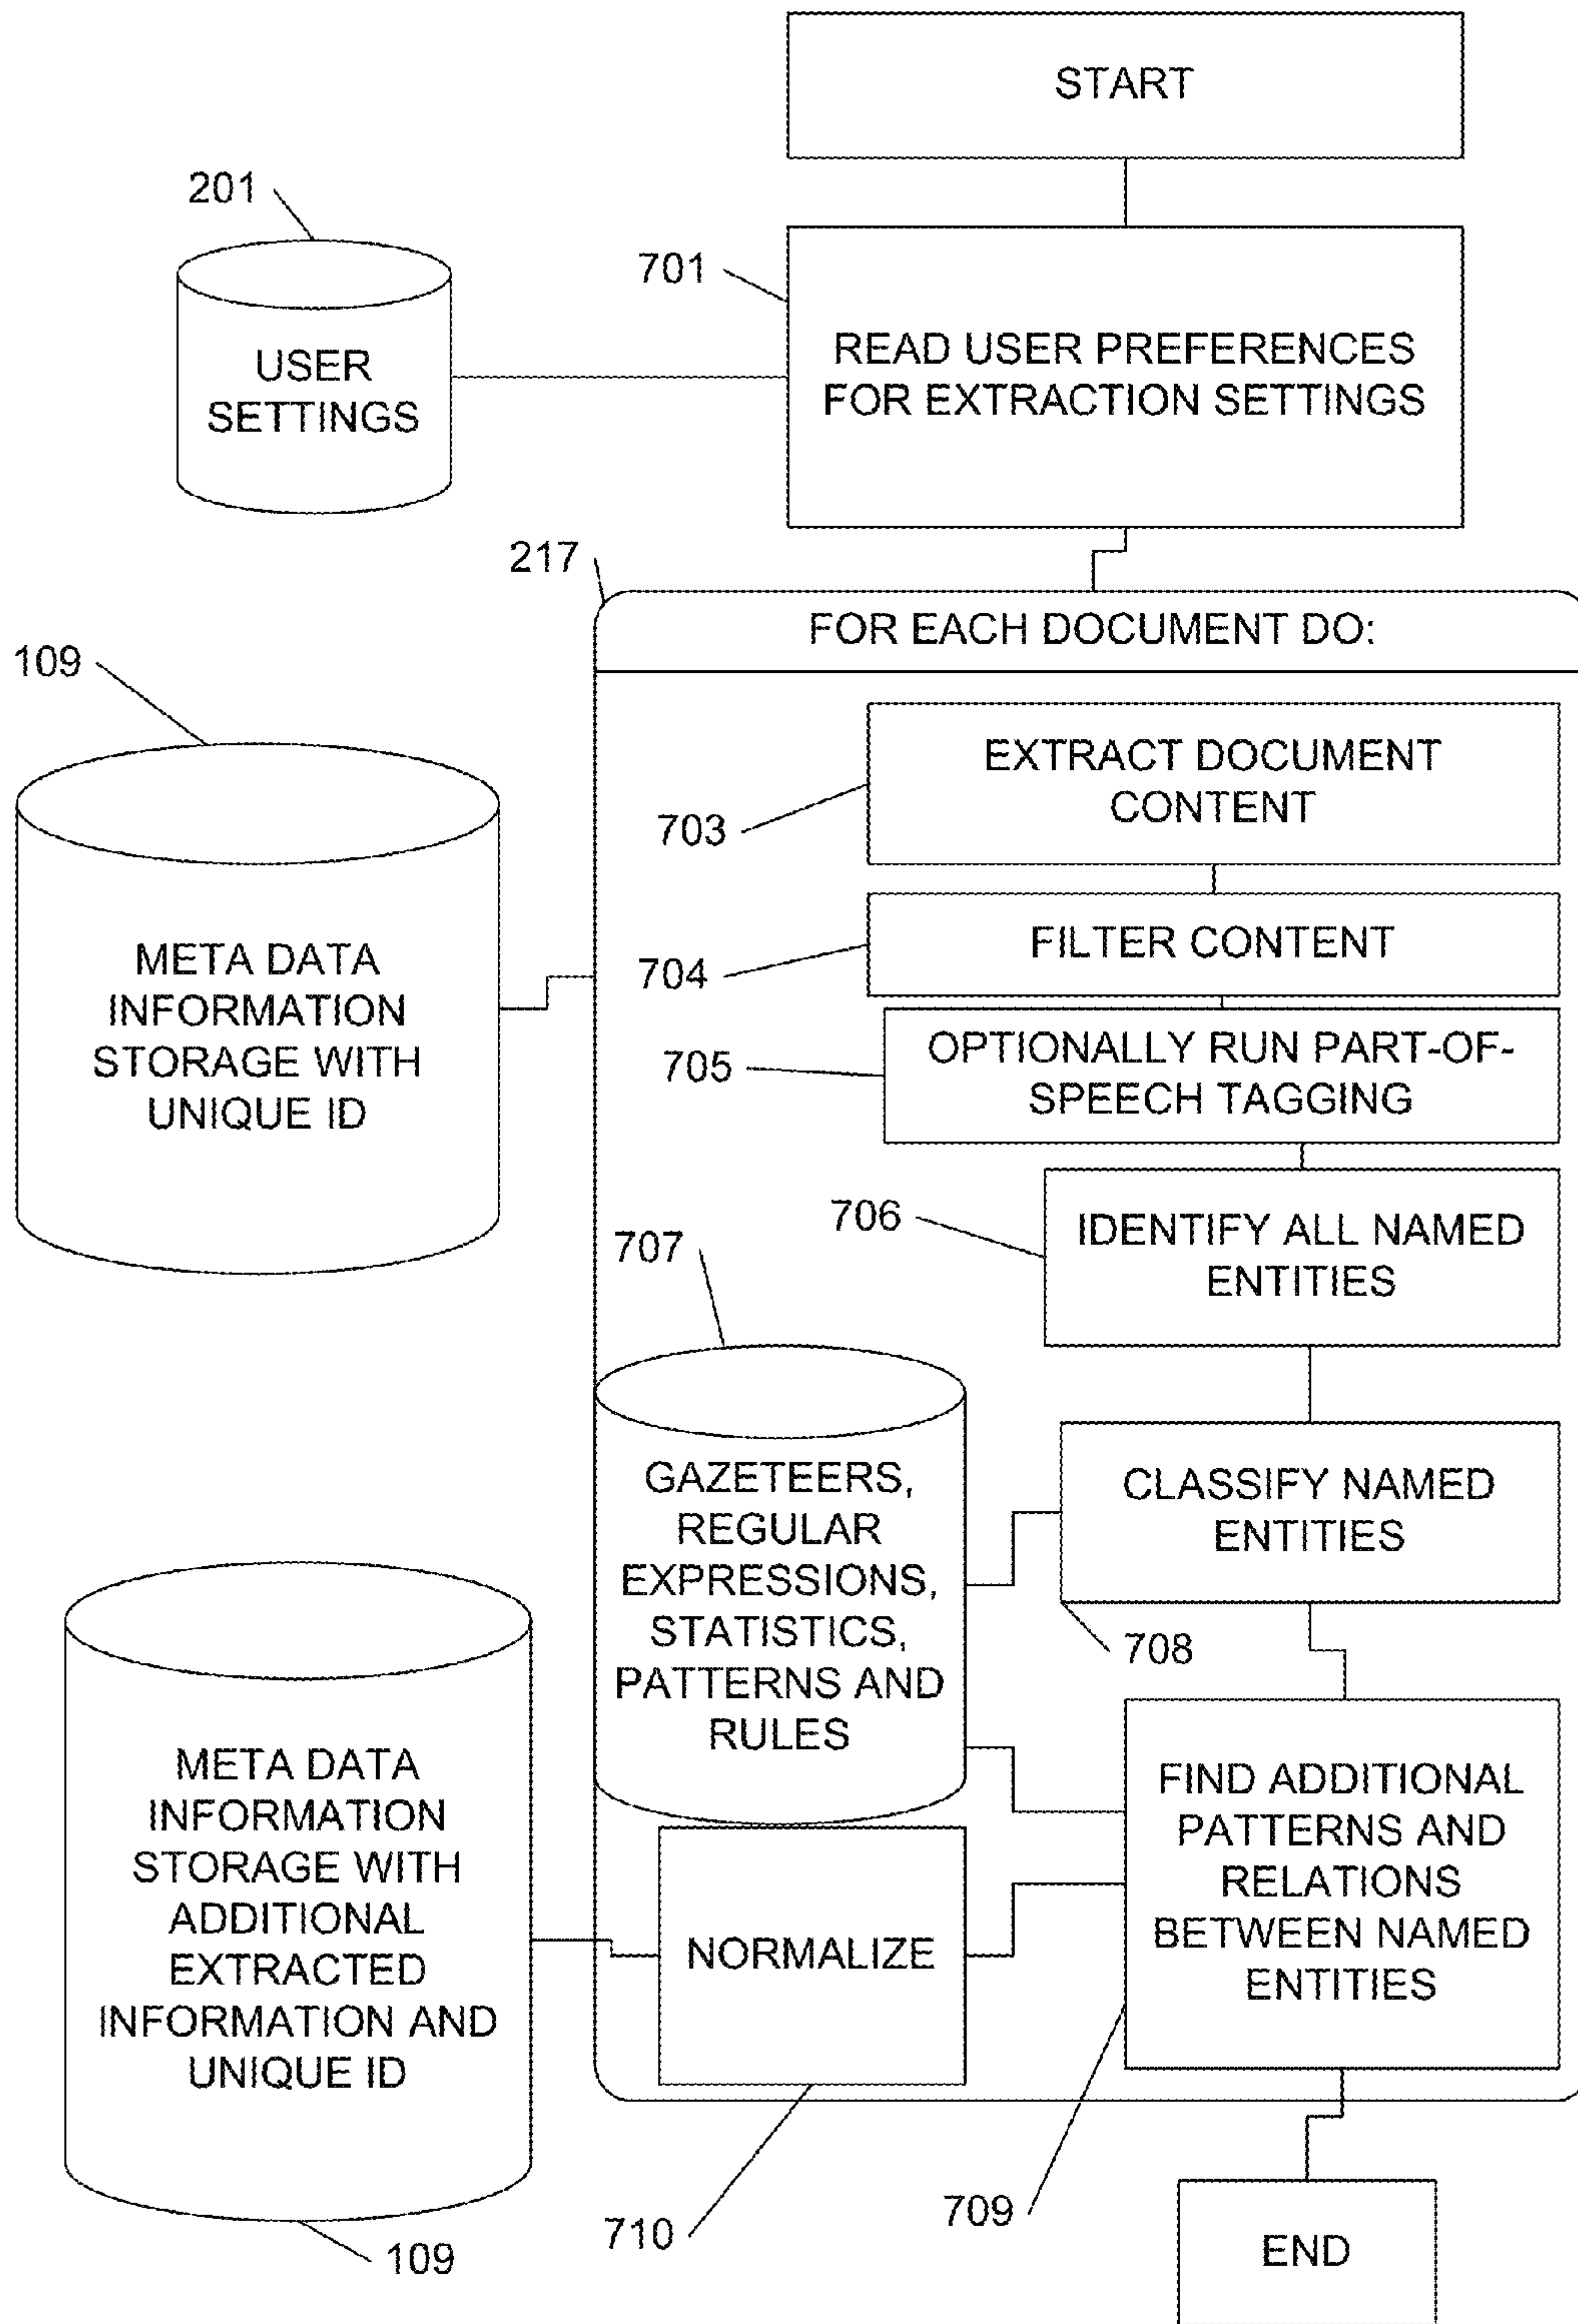 START
201
701
USER
SETTINGS
READ USER PREFERENCES
FOR EXTRACTION SETTINGS
217
FOR EACH DOCUMENT DO:
109
META DATA
INFORMATION
STORAGE WITH
UNIQUE ID
EXTRACT DOCUMENT
CONTENT
703
FILTER CONTENT
704
OPTIONALLY RUN PART-OF-
SPEECH TAGGING
705
706
IDENTIFY ALL NAMED
ENTITIES
707
GAZETEERS,
REGULAR
EXPRESSIONS,
STATISTICS,
PATTERNS AND
RULES
CLASSIFY NAMED
ENTITIES
708
META DATA
INFORMATION
STORAGE WITH
ADDITIONAL
EXTRACTED
INFORMATION AND
UNIQUE ID
NORMALIZE
FIND ADDITIONAL
PATTERNS AND
RELATIONS
BETWEEN NAMED
ENTITIES
109
710
709
END